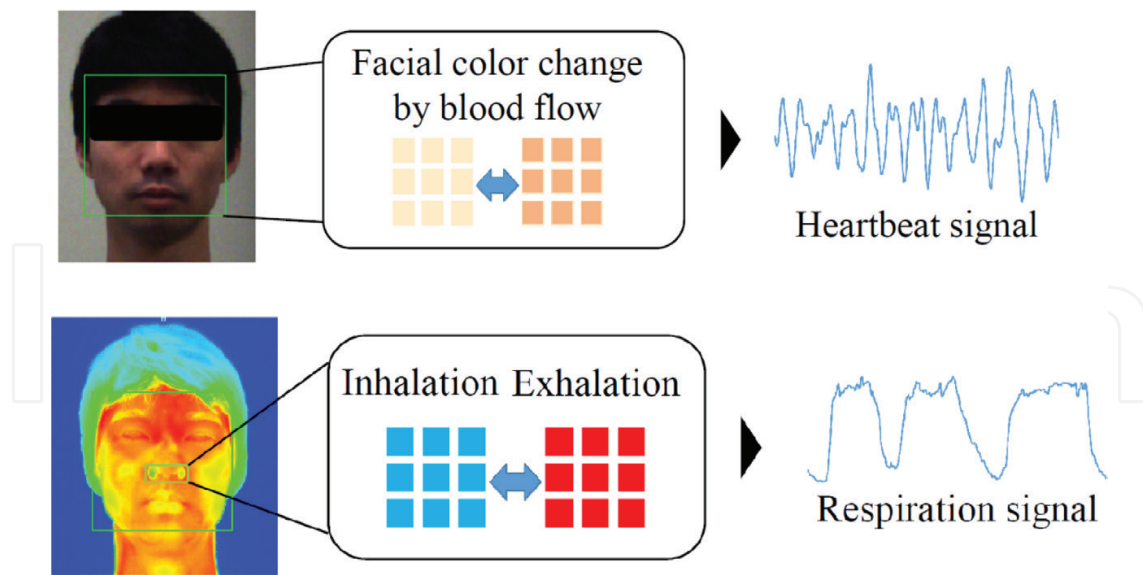 Facial color change
by blood flow
Heartbeat signal
Inhalation Exhalation
Respiration signal